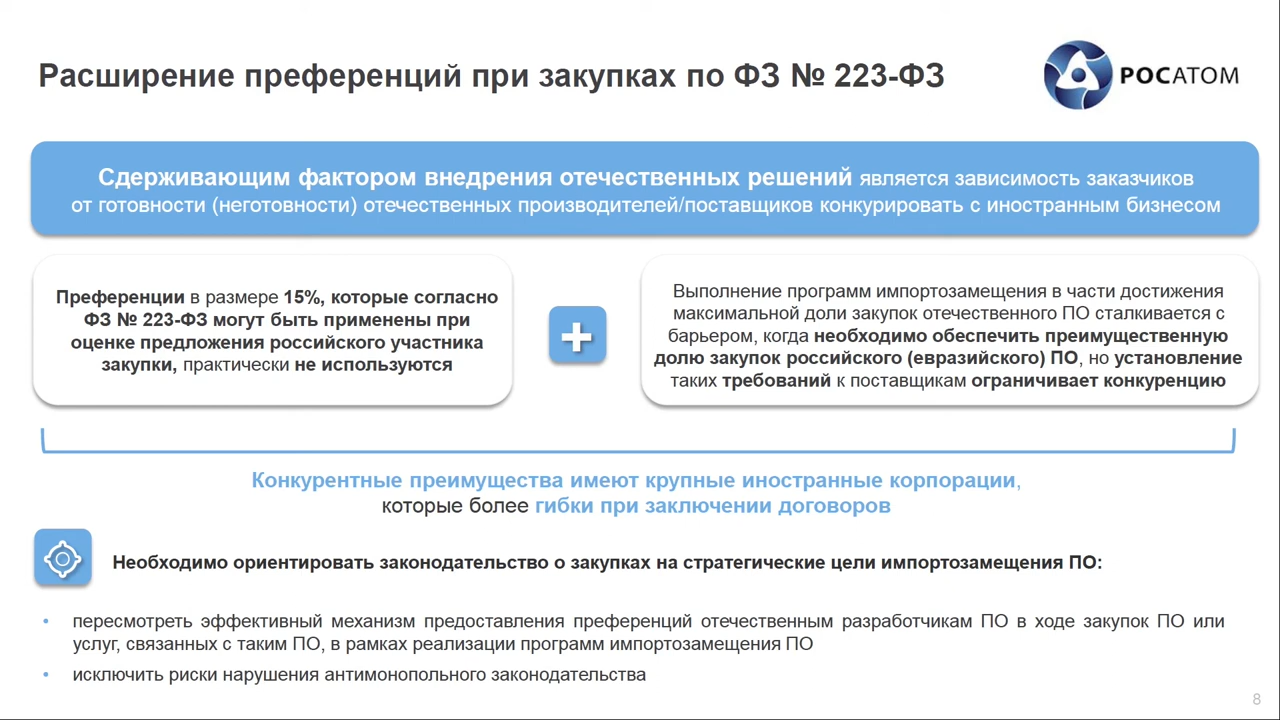 Расширение преференций при закупках по ФЗ № 223-ФЗ
РОСАТОМ
Сдерживающим фактором внедрения отечественных решений является зависимость заказчиков
от готовности (неготовности) отечественных производителей/поставщиков конкурировать с иностранным бизнесом
Преференции в размере 15%, которые согласно
ФЗ № 223-ФЗ могут быть применены при
оценке предложения российского участника
закупки, практически не используются
+
Выполнение программ импортозамещения в части достижения
максимальной доли закупок отечественного ПО сталкивается с
барьером, когда необходимо обеспечить преимущественную
долю закупок российского (евразийского) ПО, но установление
таких требований к поставщикам ограничивает конкуренцию
Конкурентные преимущества имеют крупные иностранные корпорации,
которые более гибки при заключении договоров
Необходимо ориентировать законодательство о закупках на стратегические цели импортозамещения ПО:
• пересмотреть эффективный механизм предоставления преференций отечественным разработчикам ПО в ходе закупок ПО или
услуг, связанных с таким ПО, в рамках реализации программ импортозамещения ПО
• исключить риски нарушения антимонопольного законодательства
8